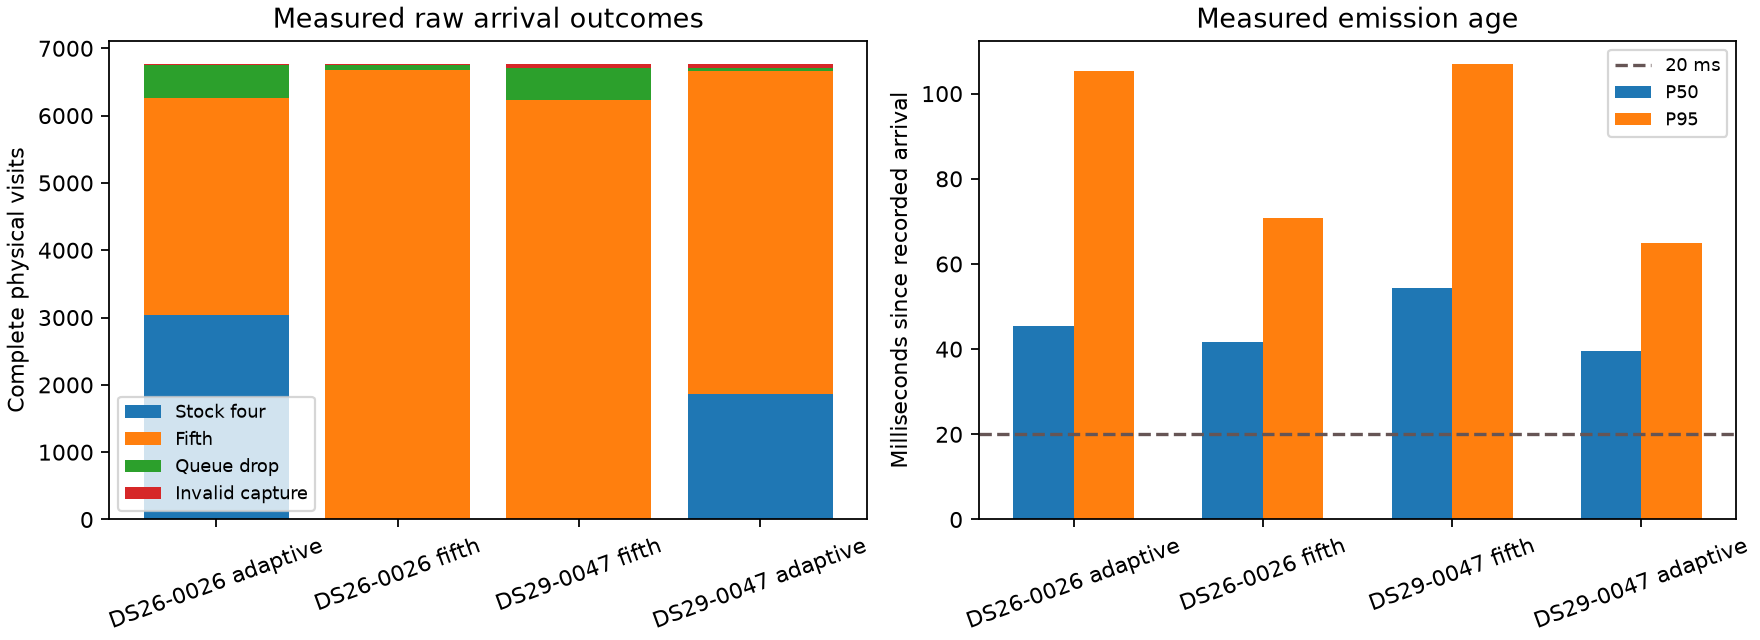 Measured raw arrival outcomes
Complete physical visits
7000
6000
5000
4000
3000
2000
1000
0
Stock four
Fifth
Queue drop
Invalid capture
DS26-0026 adaptive
DS26-0026 fifth
DS29-0047 fifth
DS29-0047 adaptive
Measured emission age
Milliseconds since recorded arrival
100
80
60
40
20
0
20 ms
P50
P95
DS26-0026 adaptive
DS26-0026 fifth
DS29-0047 fifth
DS29-0047 adaptive